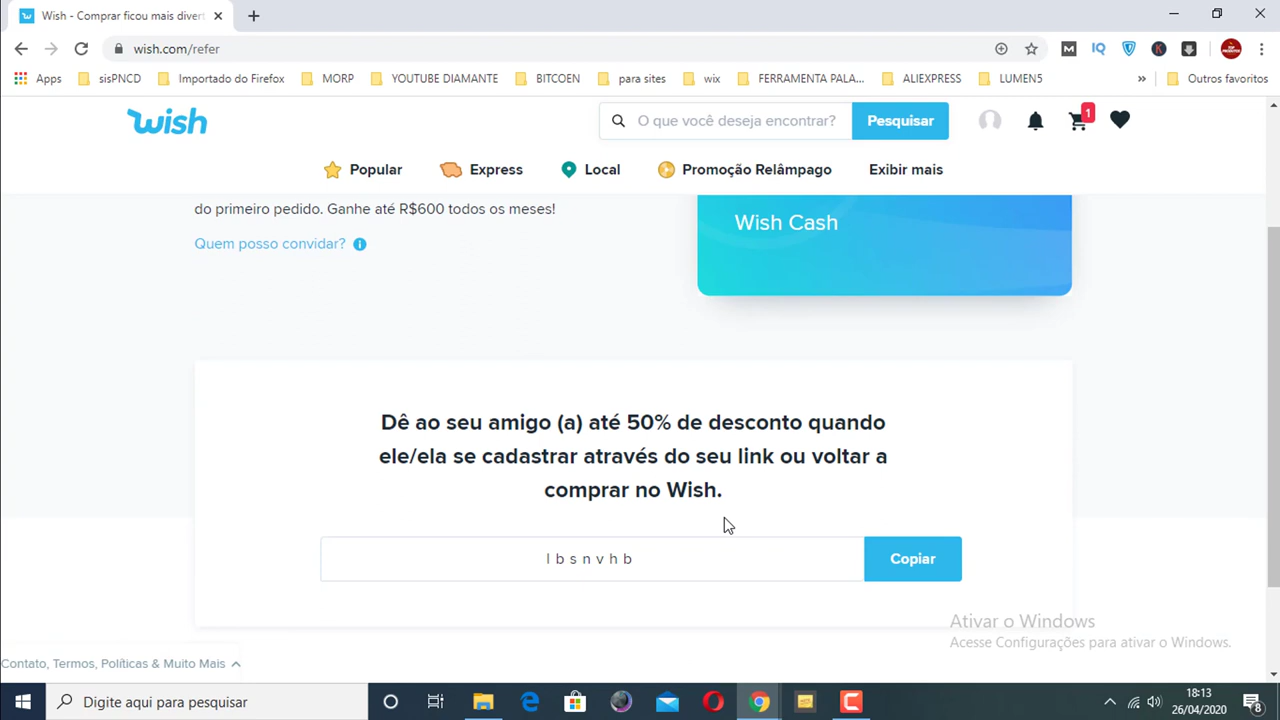 Wish - Comprar ficou mais divert
wish.com/refer
Apps sisPNCD Importado do Firefox MORP YOUTUBE DIAMANTE BITCOEN para sites wix FERRAMENTA PALA... ALIEXPRESS LUMEN5 » Outros favoritos
wish O que você deseja encontrar? Pesquisar 1
Popular Express Local Promoção Relâmpago Exibir mais
do primeiro pedido. Ganhe até R$600 todos os meses!
Wish Cash
Quem posso convidar?
Dê ao seu amigo (a) até 50% de desconto quando
ele/ela se cadastrar através do seu link ou voltar a
comprar no Wish.
lbsnvhb Copiar
Ativar o Windows
Acesse Configurações para ativar o Windows.
Contato, Termos, Políticas & Muito Mais
Digite aqui para pesquisar
18:13
26/04/2020
8